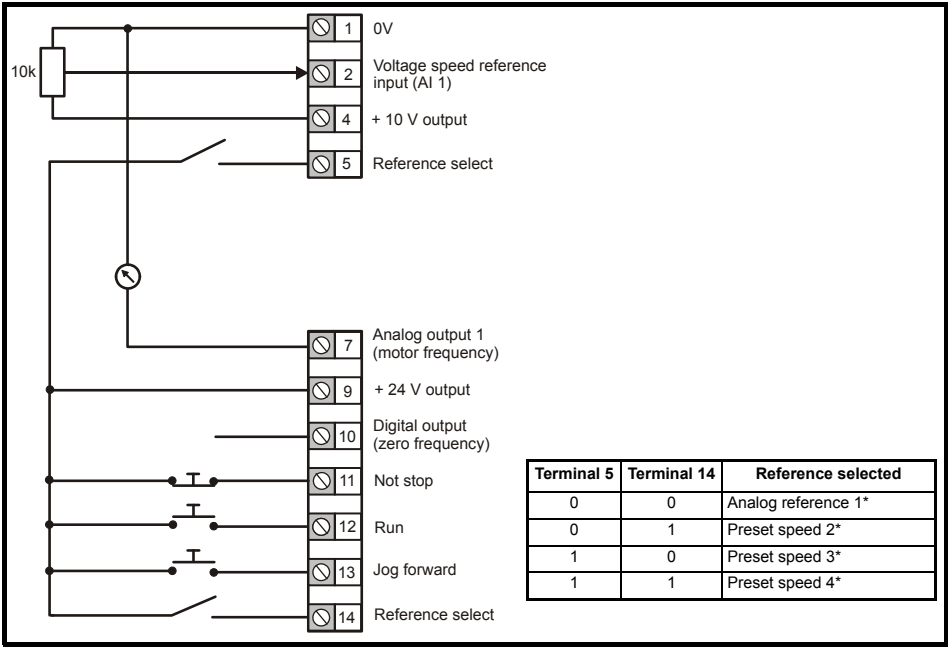 10k
1 0V
2 Voltage speed reference
input (AI 1)
4 + 10 V output
5 Reference select
7 Analog output 1
(motor frequency)
9 + 24 V output
10 Digital output
(zero frequency)
11 Not stop
12 Run
13 Jog forward
14 Reference select
Terminal 5 Terminal 14 Reference selected
0 0 Analog reference 1*
0 1 Preset speed 2*
1 0 Preset speed 3*
1 1 Preset speed 4*